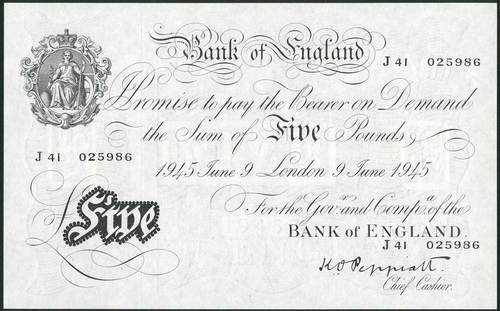 Bank of England
J 41 025986
I Promise to pay the Bearer on Demand
the Sum of Five Pounds
J 41 025986
1945 June 9 London 9 June 1945
For the Govr. and Compa. of the
BANK of ENGLAND.
J 41 025986
£Five
K O Peppiatt
Chief Cashier.